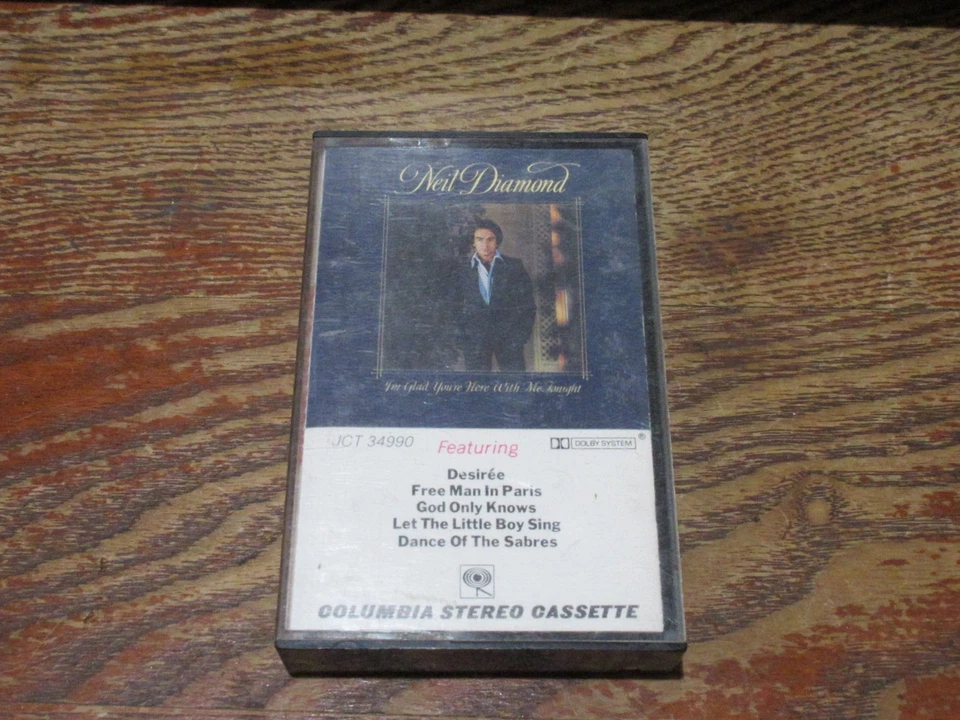 Neil Diamond
I'm Glad You're Here With Me Tonight
JCT 34990
Featuring
DOLBY SYSTEM ®
Desirée
Free Man In Paris
God Only Knows
Let The Little Boy Sing
Dance Of The Sabres
COLUMBIA STEREO CASSETTE